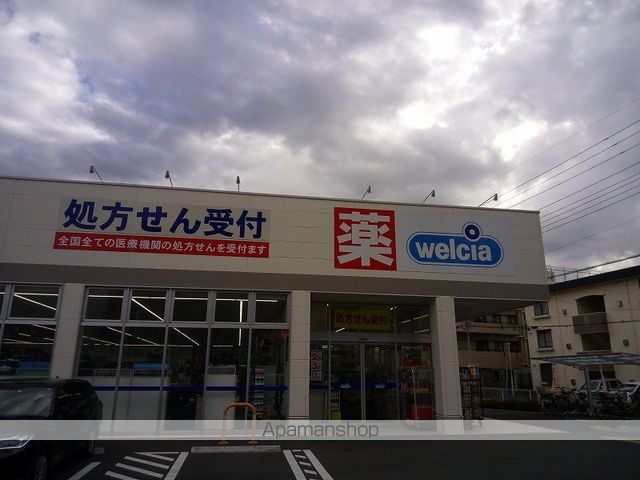 処方せん受付
全国全ての医療機関の処方せんを受付ます
薬
welcia
処方せん受付
Apamanshop